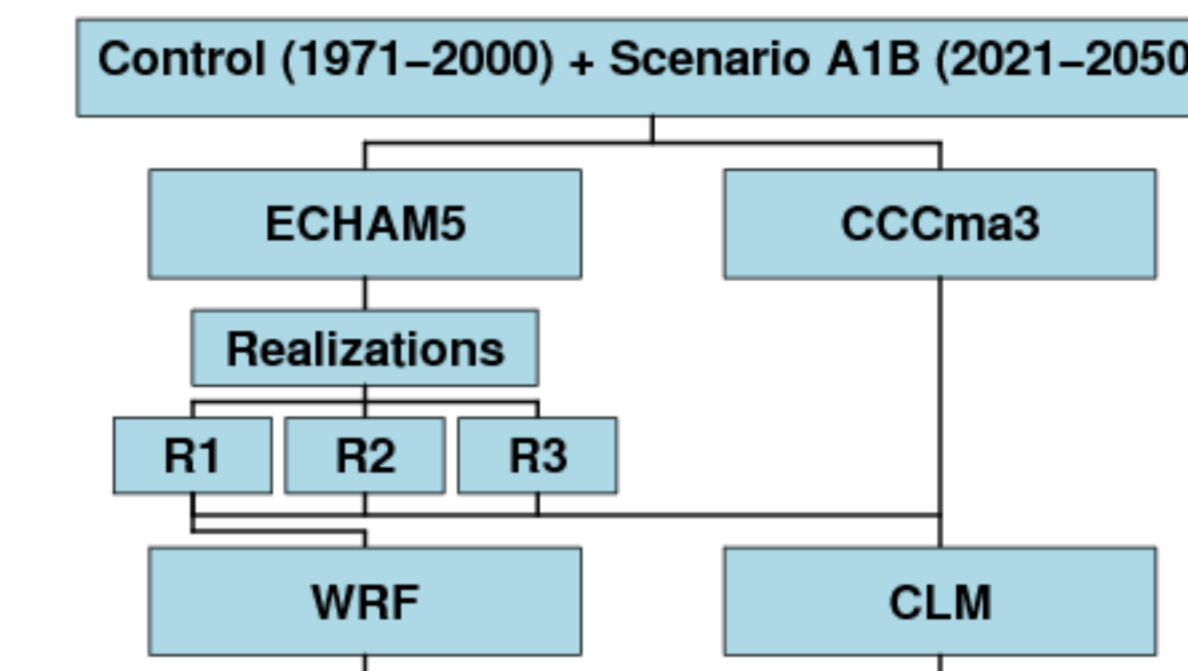 Control (1971–2000) + Scenario A1B (2021–2050
ECHAM5
CCCma3
Realizations
R1
R2
R3
WRF
CLM